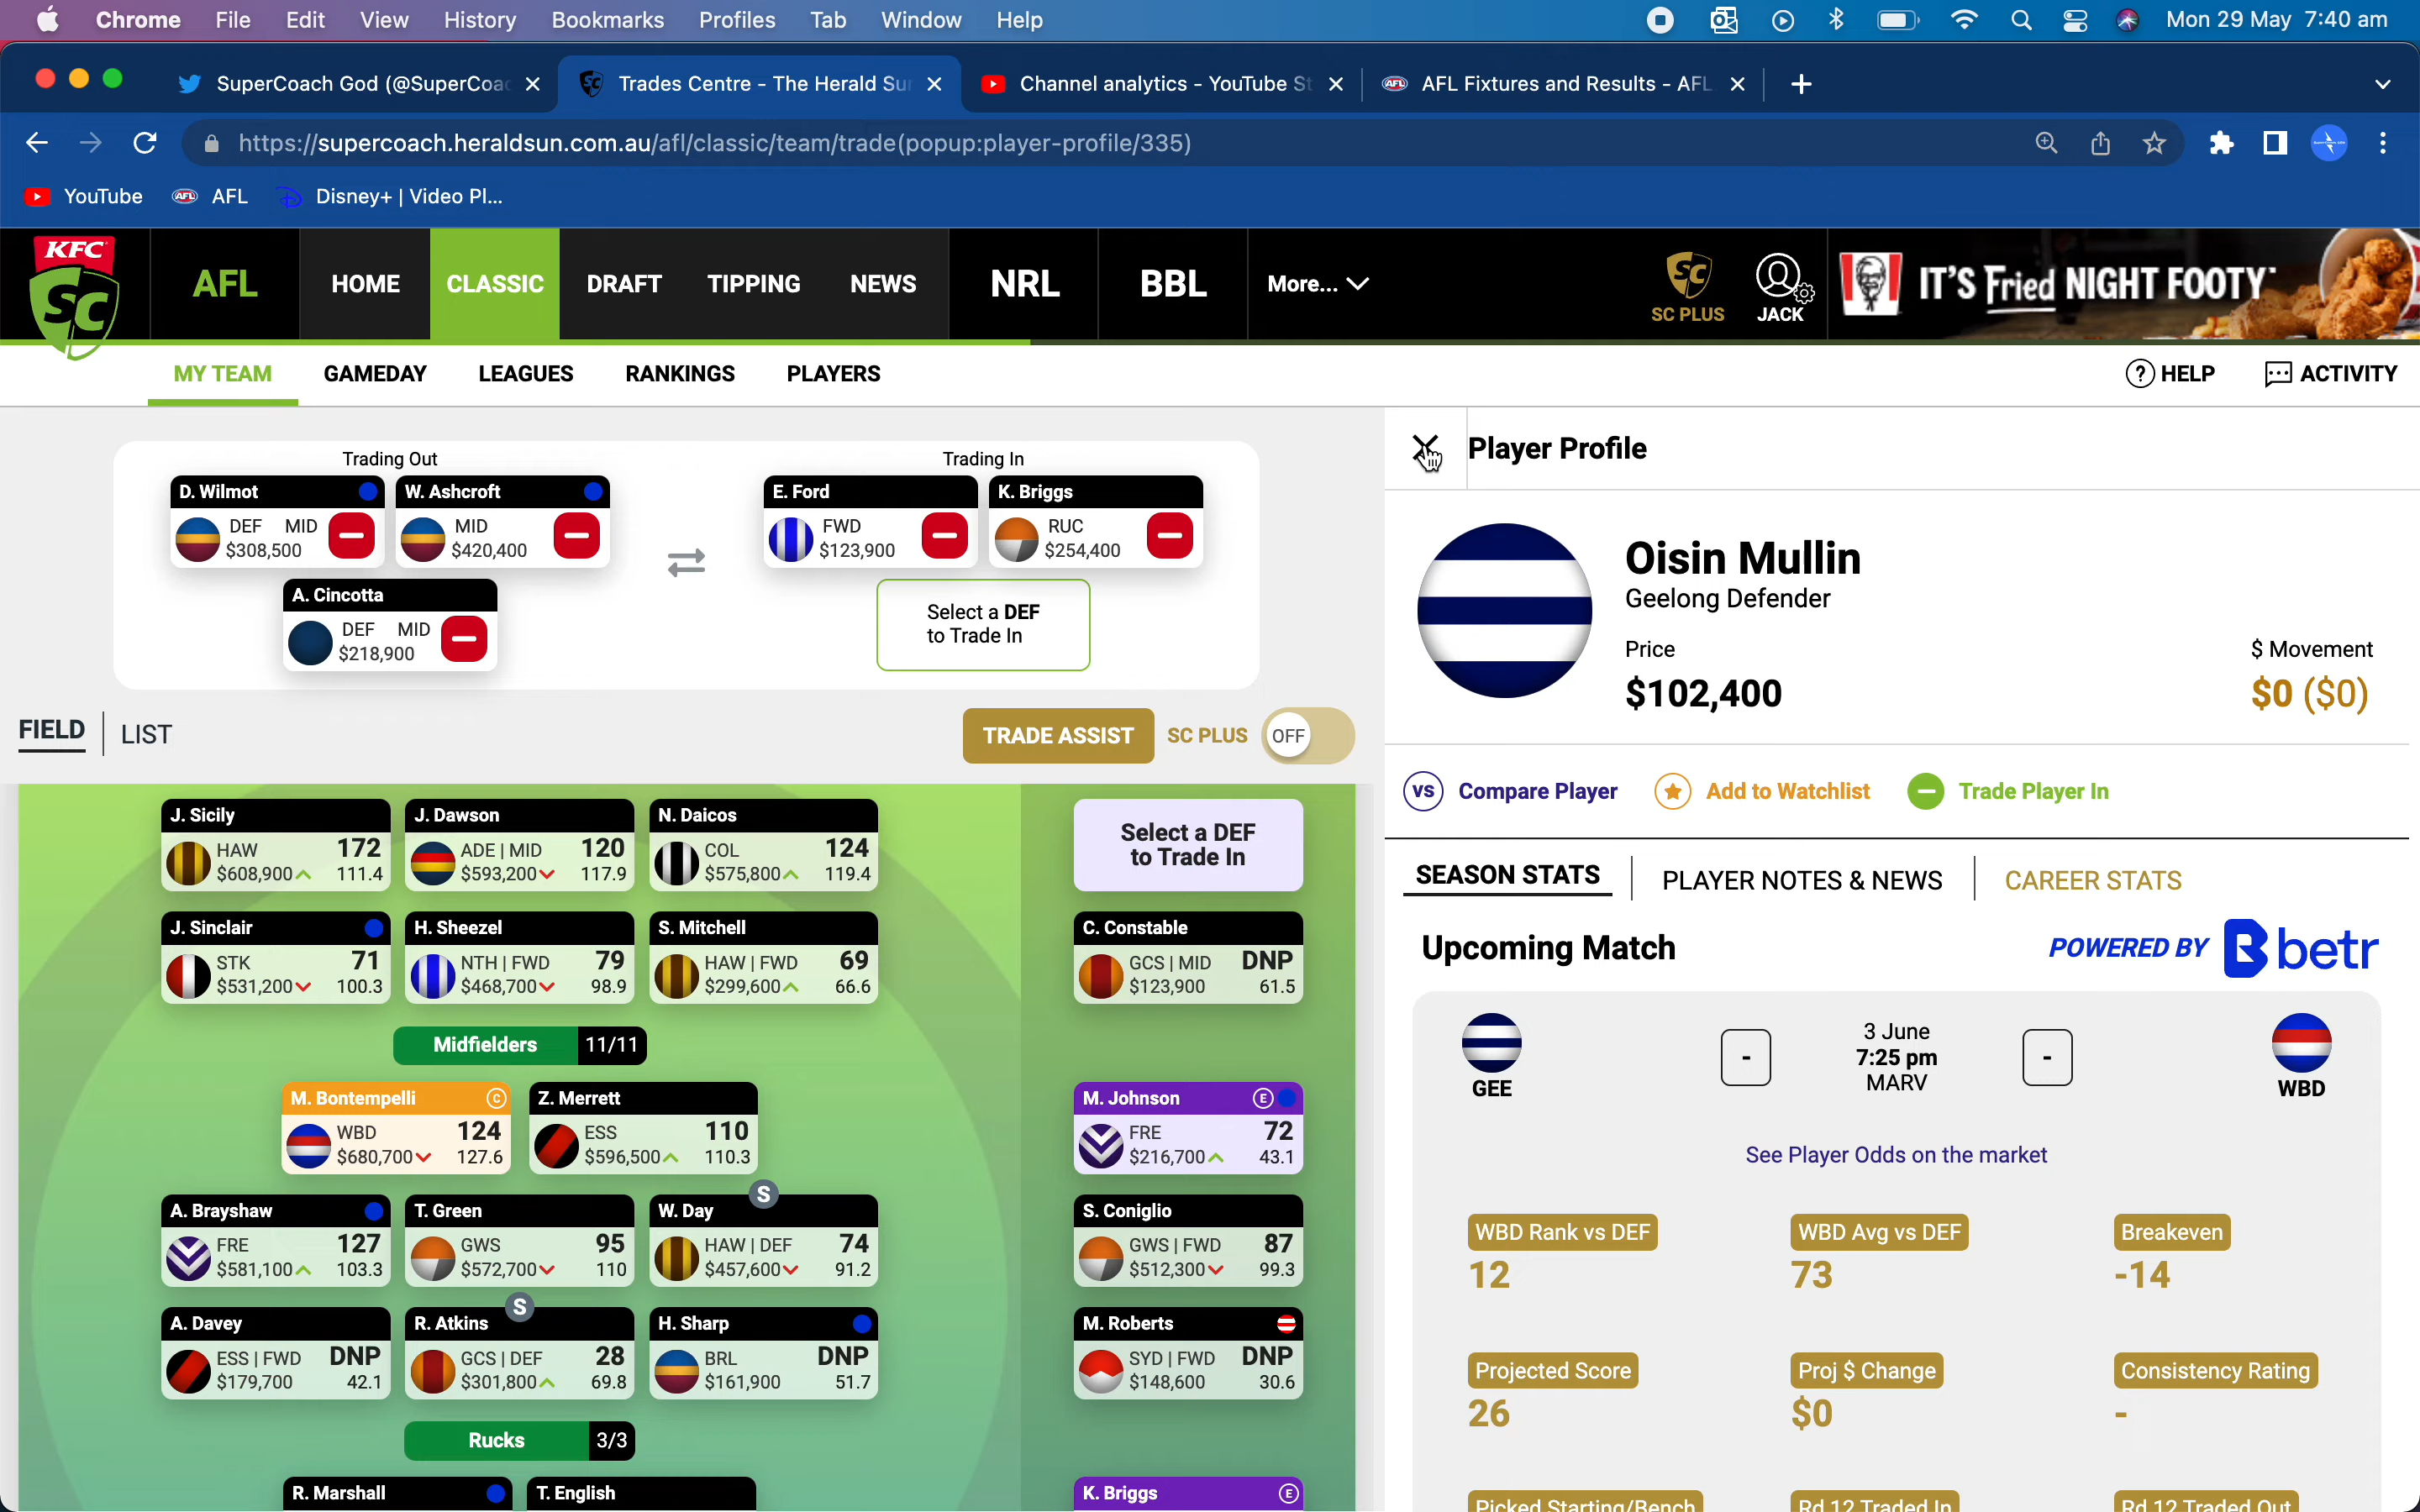 Chrome File Edit View History Bookmarks Profiles Tab Window Help Mon 29 May 7:40 am
SuperCoach God (@SuperCoac Trades Centre - The Herald Su Channel analytics - YouTube St AFL Fixtures and Results - AFL
https://supercoach.heraldsun.com.au/afl/classic/team/trade(popup:player-profile/335)
YouTube AFL Disney+ | Video Pl...
KFC SC AFL HOME CLASSIC DRAFT TIPPING NEWS NRL BBL More... SC PLUS JACK IT'S Fried NIGHT FOOTY
MY TEAM GAMEDAY LEAGUES RANKINGS PLAYERS ? HELP ACTIVITY
Trading Out Trading In
D. Wilmot W. Ashcroft E. Ford K. Briggs
DEF MID MID FWD RUC
$308,500 $420,400 $123,900 $254,400
A. Cincotta
DEF MID
$218,900
Select a DEF
to Trade In
FIELD LIST TRADE ASSIST SC PLUS OFF
J. Sicily J. Dawson N. Daicos
HAW 172 ADE | MID 120 COL 124
$608,900 111.4 $593,200 117.9 $575,800 119.4
Select a DEF
to Trade In
J. Sinclair H. Sheezel S. Mitchell C. Constable
STK 71 NTH | FWD 79 HAW | FWD 69 GCS | MID DNP
$531,200 100.3 $468,700 98.9 $299,600 66.6 $123,900 61.5
Midfielders 11/11
M. Bontempelli C Z. Merrett M. Johnson E
WBD 124 ESS 110 FRE 72
$680,700 127.6 $596,500 110.3 $216,700 43.1
S
A. Brayshaw T. Green W. Day S. Coniglio
FRE 127 GWS 95 HAW | DEF 74 GWS | FWD 87
$581,100 103.3 $572,700 110 $457,600 91.2 $512,300 99.3
S
A. Davey R. Atkins H. Sharp M. Roberts
ESS | FWD DNP GCS | DEF 28 BRL DNP SYD | FWD DNP
$179,700 42.1 $301,800 69.8 $161,900 51.7 $148,600 30.6
Rucks 3/3
R. Marshall T. English K. Briggs E
Player Profile
Oisin Mullin
Geelong Defender
Price $ Movement
$102,400 $0 ($0)
VS Compare Player Add to Watchlist Trade Player In
SEASON STATS PLAYER NOTES & NEWS CAREER STATS
Upcoming Match POWERED BY B betr
GEE - 3 June - WBD
7:25 pm
MARV
See Player Odds on the market
WBD Rank vs DEF WBD Avg vs DEF Breakeven
12 73 -14
Projected Score Proj $ Change Consistency Rating
26 $0 -
Picked Starting/Bench Rd 12 Traded In Rd 12 Traded Out